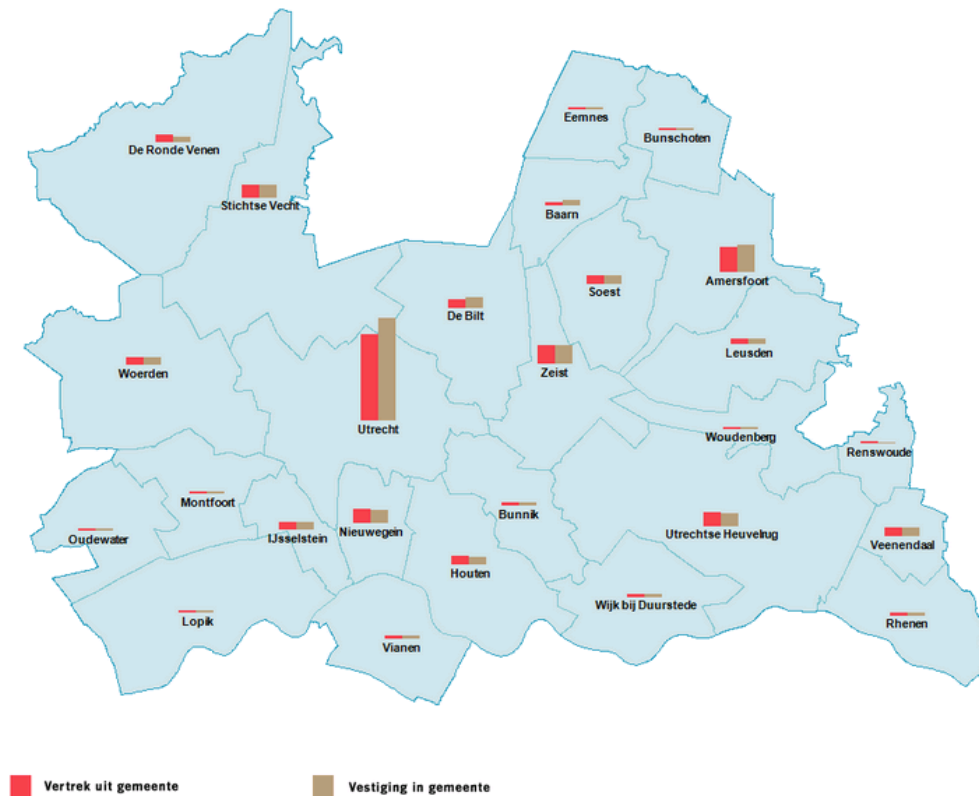 Eemnes
Bunschoten
De Ronde Venen
Stichtse Vecht
Baarn
Amersfoort
Soest
De Bilt
Leusden
Woerden
Zeist
Utrecht
Woudenberg
Renswoude
Montfoort
Bunnik
Oudewater
IJsselstein
Nieuwegein
Utrechtse Heuvelrug
Veenendaal
Houten
Wijk bij Duurstede
Lopik
Rhenen
Vianen
Vertrek uit gemeente
Vestiging in gemeente